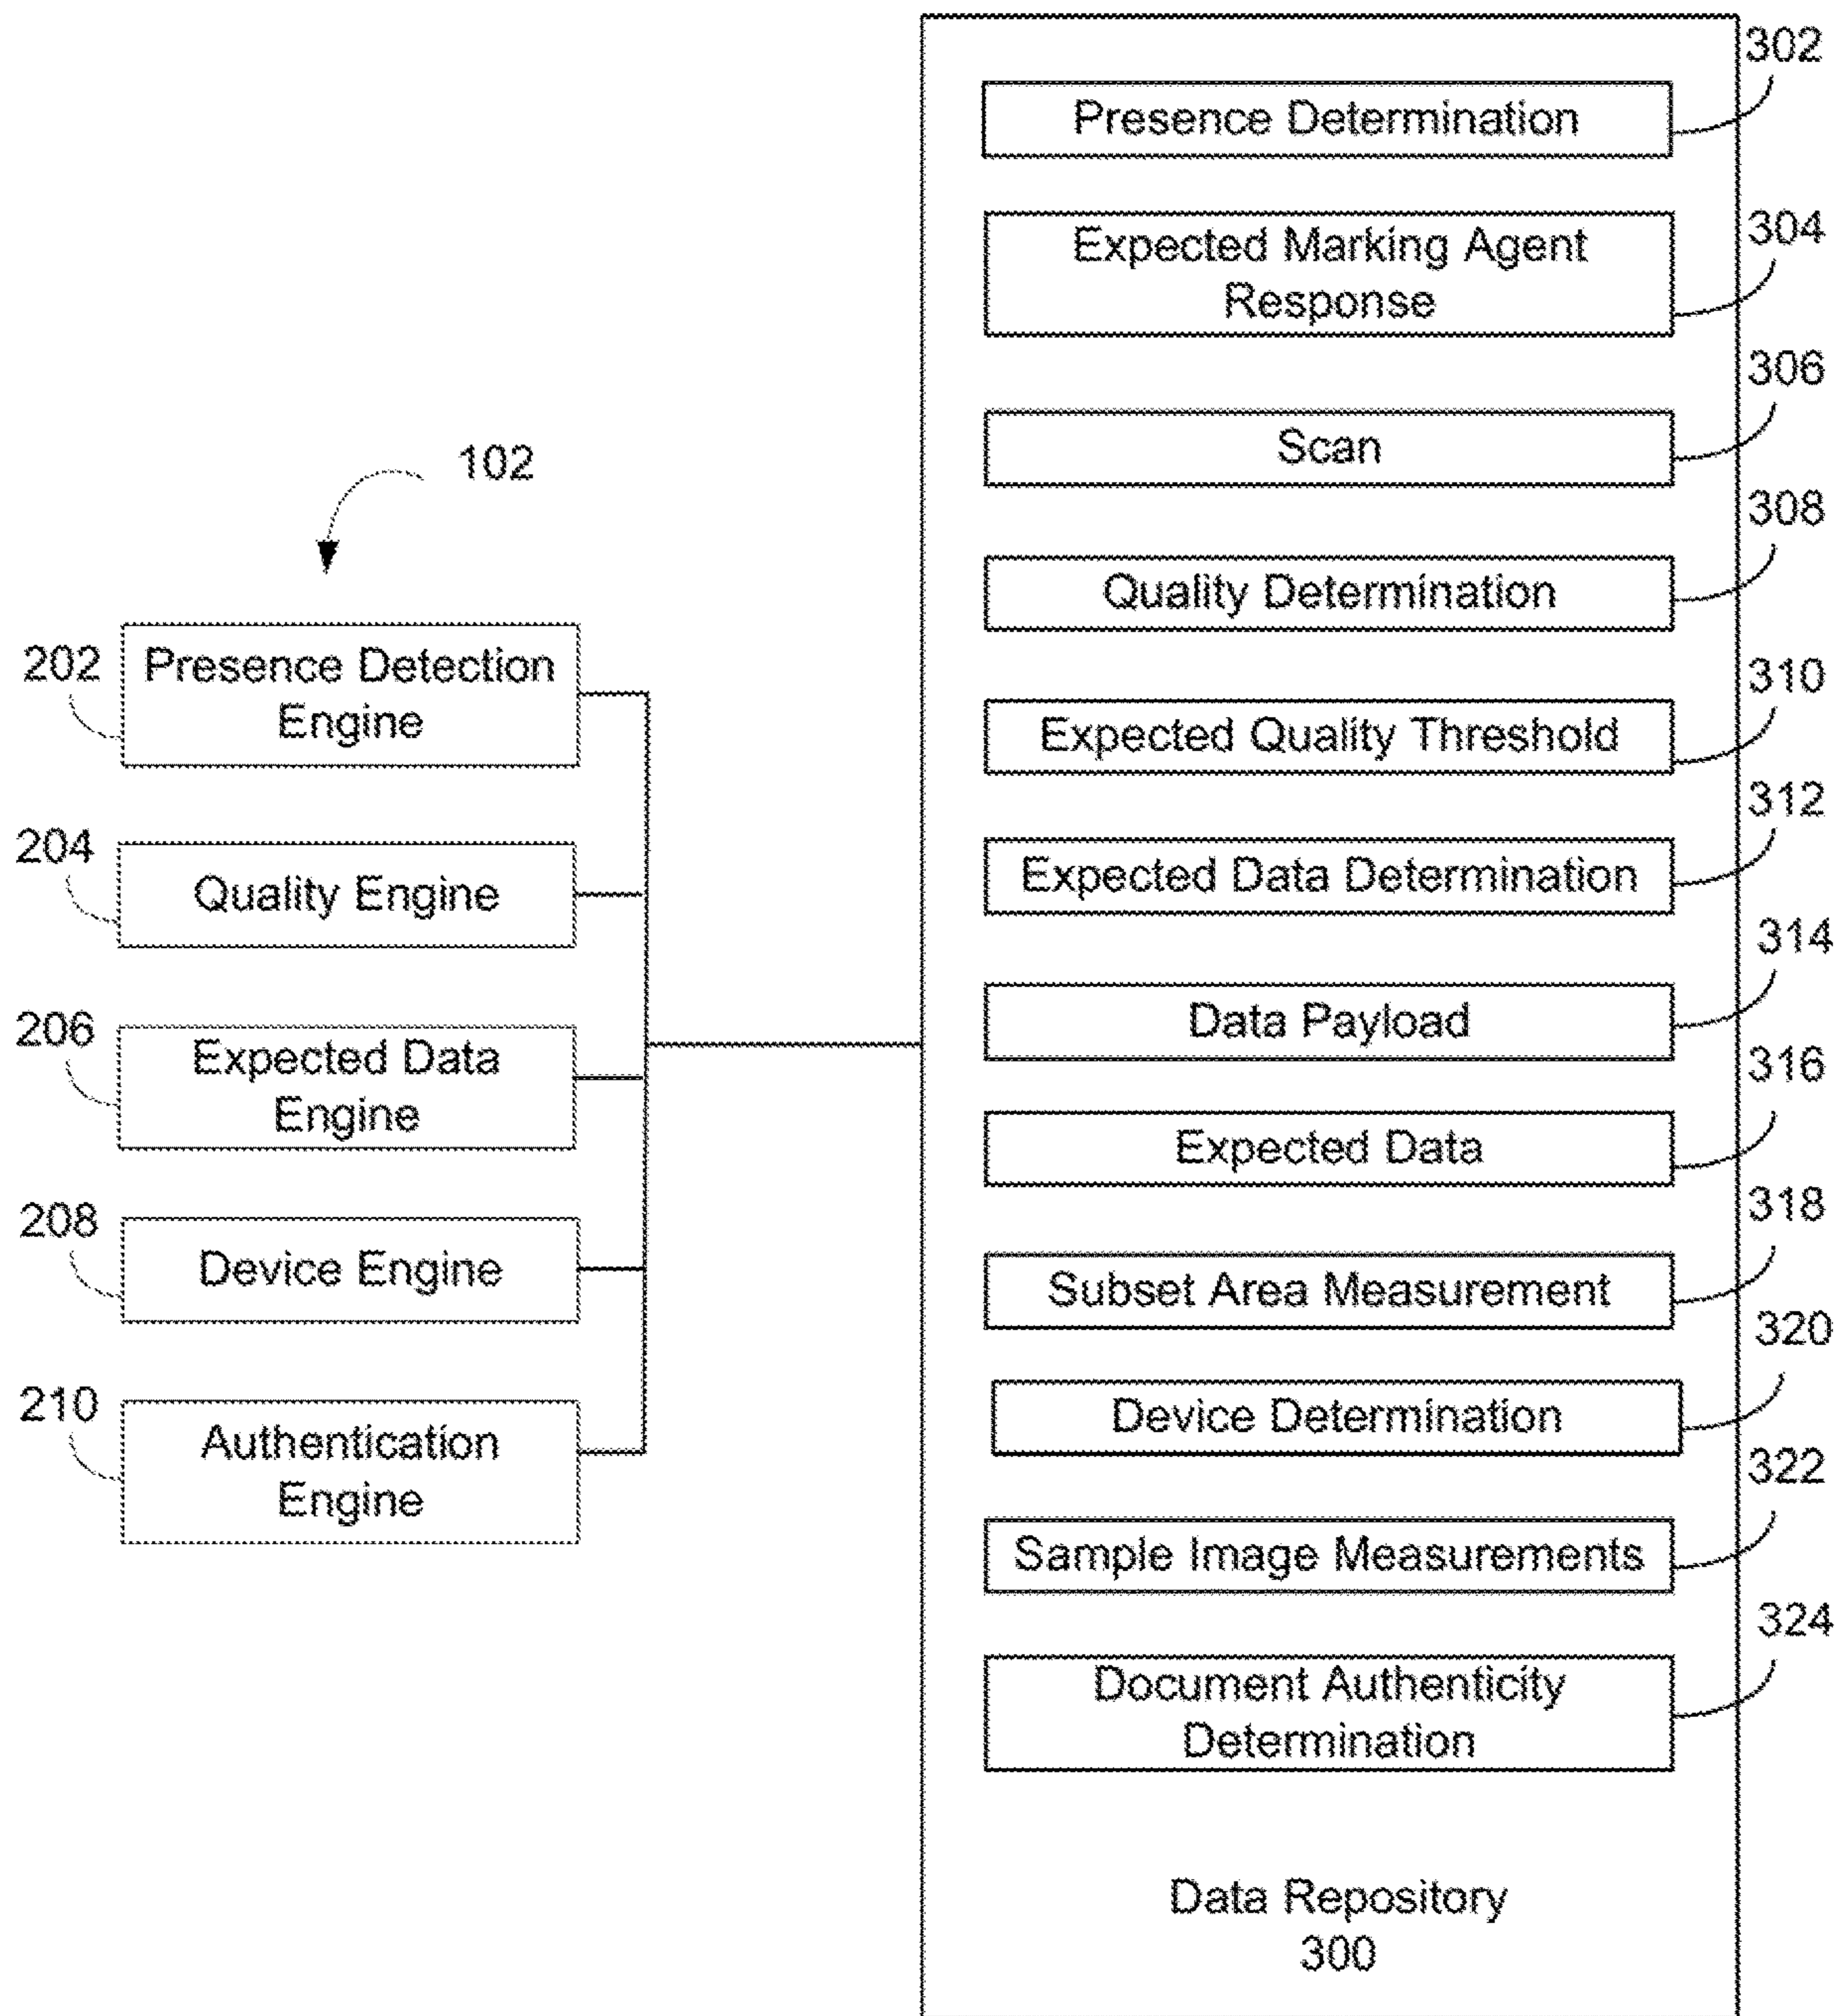 102
202
Presence Detection
Engine
204
Quality Engine
206
Expected Data
Engine
208
Device Engine
210
Authentication
Engine
302
Presence Determination
304
Expected Marking Agent
Response
306
Scan
308
Quality Determination
310
Expected Quality Threshold
312
Expected Data Determination
314
Data Payload
316
Expected Data
318
Subset Area Measurement
320
Device Determination
322
Sample Image Measurements
324
Document Authenticity
Determination
Data Repository
300